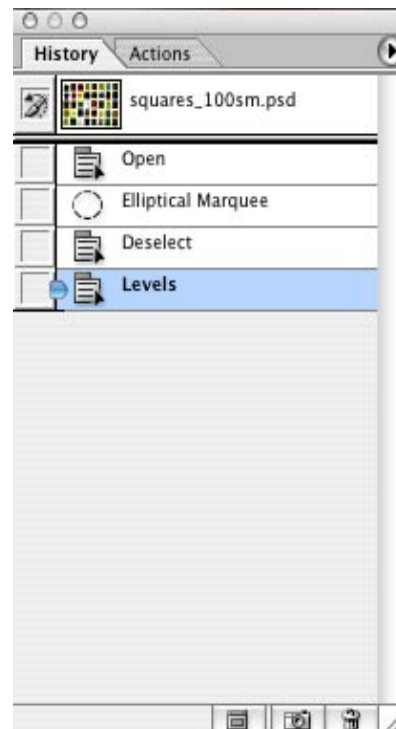 History Actions
squares_100sm.psd
Open
Elliptical Marquee
Deselect
Levels